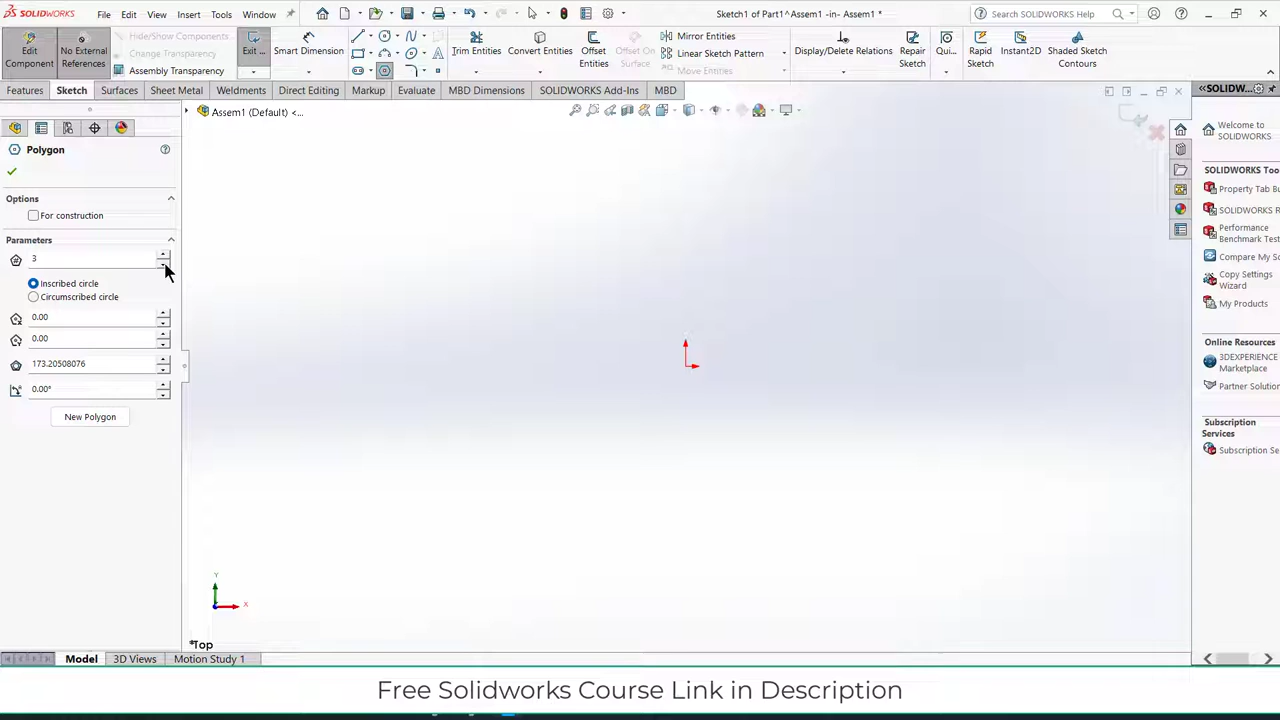 SOLIDWORKS
File
Edit
View
Insert
Tools
Window
Sketch1 of Part1^Assem1 -in- Assem1 *
Search SOLIDWORKS Help
Edit
Component
No External
References
Hide/Show Components
Change Transparency
Assembly Transparency
Exit ...
Smart Dimension
Trim Entities
Convert Entities
Offset
Entities
Offset On
Surface
Mirror Entities
Linear Sketch Pattern
Move Entities
Display/Delete Relations
Repair
Sketch
Qui...
Rapid
Sketch
Instant2D
Shaded Sketch
Contours
Features
Sketch
Surfaces
Sheet Metal
Weldments
Direct Editing
Markup
Evaluate
MBD Dimensions
SOLIDWORKS Add-Ins
MBD
Assem1 (Default) <...
Polygon
Options
For construction
Parameters
3
Inscribed circle
Circumscribed circle
0.00
0.00
173.20508076
0.00°
New Polygon
Y
X
*Top
Model
3D Views
Motion Study 1
SOLIDW...
Welcome to
SOLIDWORKS
SOLIDWORKS Too
Property Tab Bu
SOLIDWORKS R
Performance
Benchmark Test
Compare My Sc
Copy Settings
Wizard
My Products
Online Resources
3DEXPERIENCE
Marketplace
Partner Solution
Subscription
Services
Subscription Se
Free Solidworks Course Link in Description